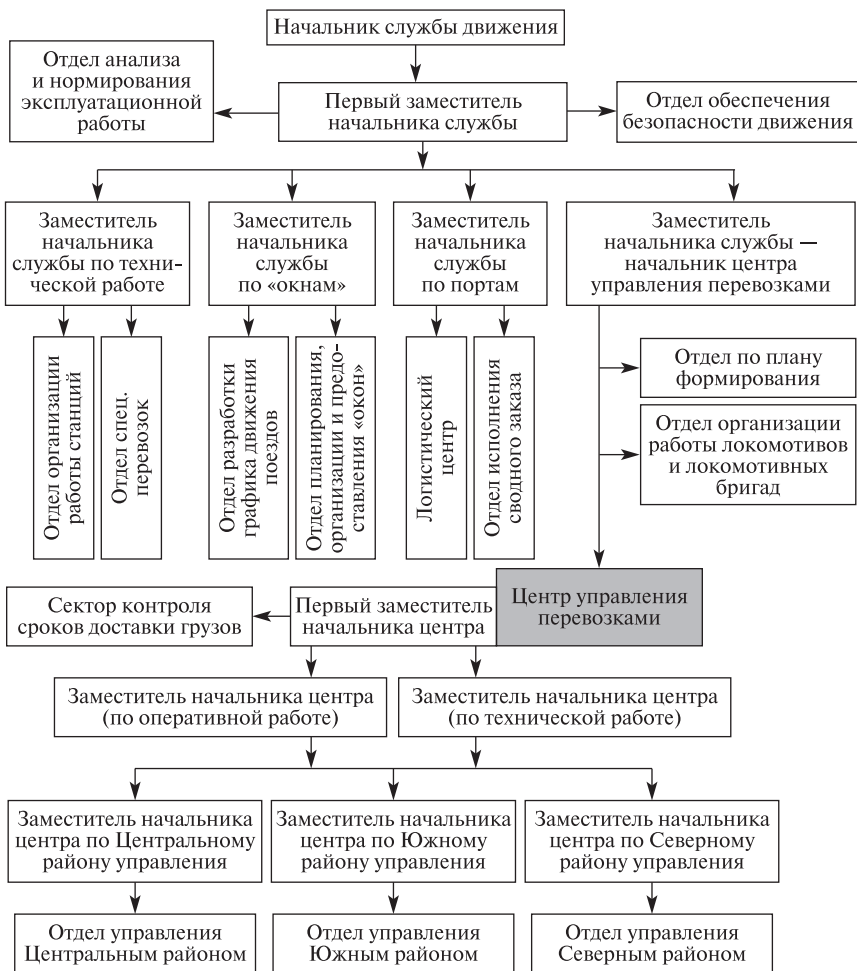 Начальник службы движения
Отдел анализа
и нормирования
эксплуатационной
работы
Первый заместитель
начальника службы
Отдел обеспечения
безопасности движения
Заместитель
начальника
службы по техни-
ческой работе
Заместитель
начальника
службы
по «окнам»
Заместитель
начальника
службы
по портам
Заместитель
начальника службы —
начальник центра
управления перевозками
Отдел организации
работы станций
Отдел спец.
перевозок
Отдел разработки
графика движения
поездов
Отдел планирования,
организации и предо-
ставления «окон»
Логистический
центр
Отдел исполнения
сводного заказа
Отдел по плану
формирования
Отдел организации
работы локомотивов
и локомотивных
бригад
Центр управления
перевозками
Первый заместитель
начальника центра
Сектор контроля
сроков доставки грузов
Заместитель начальника центра
(по оперативной работе)
Заместитель начальника центра
(по технической работе)
Заместитель начальника
центра по Центральному
району управления
Заместитель начальника
центра по Южному
району управления
Заместитель начальника
центра по Северному
району управления
Отдел управления
Центральным районом
Отдел управления
Южным районом
Отдел управления
Северным районом